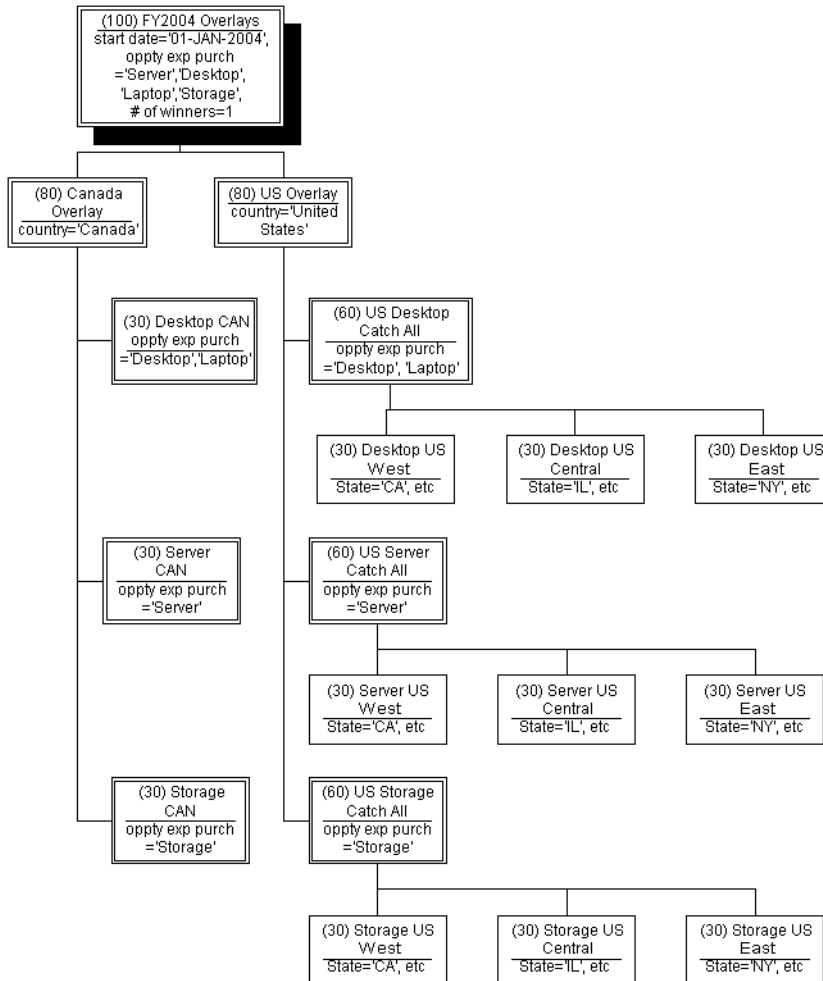 (100) FY2004 Overlays
start date='01-JAN-2004',
oppty exp purch
='Server','Desktop',
'Laptop','Storage',
# of winners=1
(80) Canada
Overlay
country='Canada'
(80) US Overlay
country='United
States'
(30) Desktop CAN
oppty exp purch
='Desktop','Laptop'
(60) US Desktop
Catch All
oppty exp purch
='Desktop', 'Laptop'
(30) Desktop US
West
State='CA', etc
(30) Desktop US
Central
State='IL', etc
(30) Desktop US
East
State='NY', etc
(30) Server
CAN
oppty exp purch
='Server'
(60) US Server
Catch All
oppty exp purch
='Server'
(30) Server US
West
State='CA', etc
(30) Server US
Central
State='IL', etc
(30) Server US
East
State='NY', etc
(30) Storage
CAN
oppty exp purch
='Storage'
(60) US Storage
Catch All
oppty exp purch
='Storage'
(30) Storage US
West
State='CA', etc
(30) Storage US
Central
State='IL', etc
(30) Storage US
East
State='NY', etc